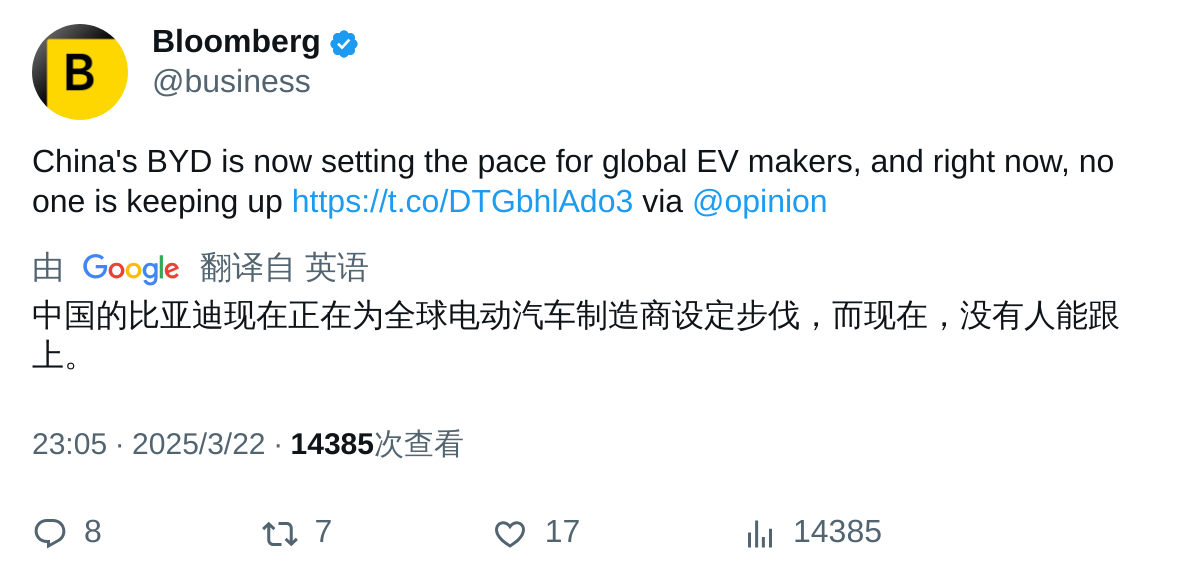 B
Bloomberg
@business
China's BYD is now setting the pace for global EV makers, and right now, no
one is keeping up https://t.co/DTGbhlAdo3 via @opinion
由 Google 翻译自 英语
中国的比亚迪现在正在为全球电动汽车制造商设定步伐，而现在，没有人能跟
上。
23:05 · 2025/3/22 · 14385次查看
8 7 17 14385